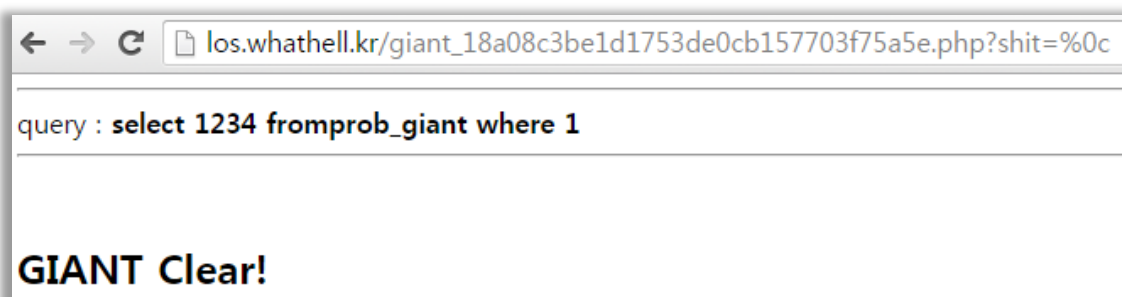 los.whathell.kr/giant_18a08c3be1d1753de0cb157703f75a5e.php?shit=%0c
query : select 1234 fromprob_giant where 1
GIANT Clear!